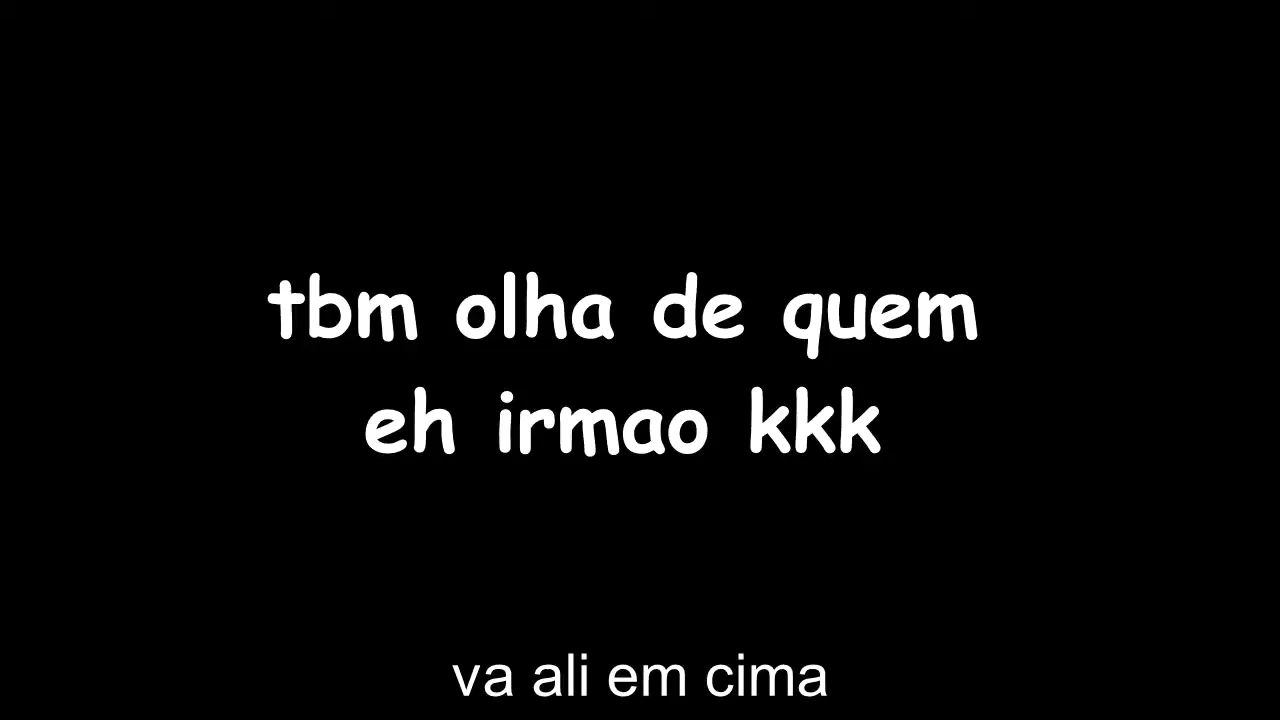 tbm olha de quem
eh irmao kkk
va ali em cima